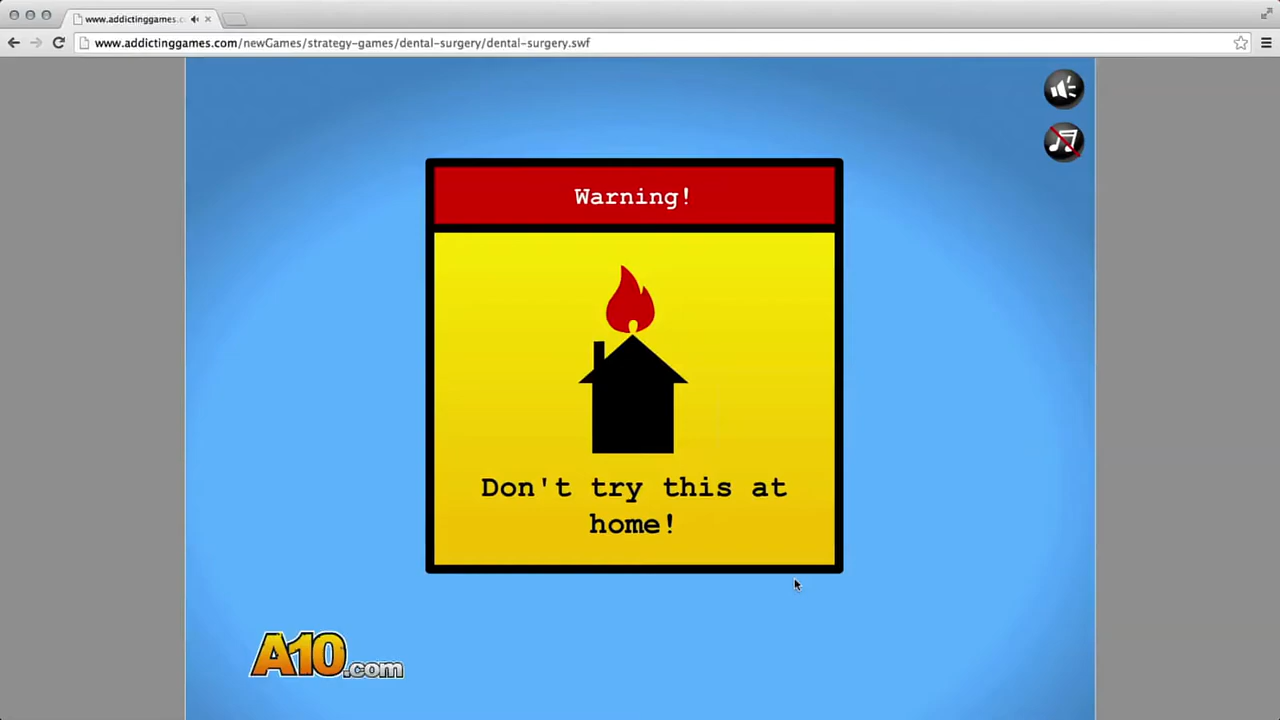 www.addictinggames.c
www.addictinggames.com/newGames/strategy-games/dental-surgery/dental-surgery.swf
Warning!
Don't try this at
home!
A10.com